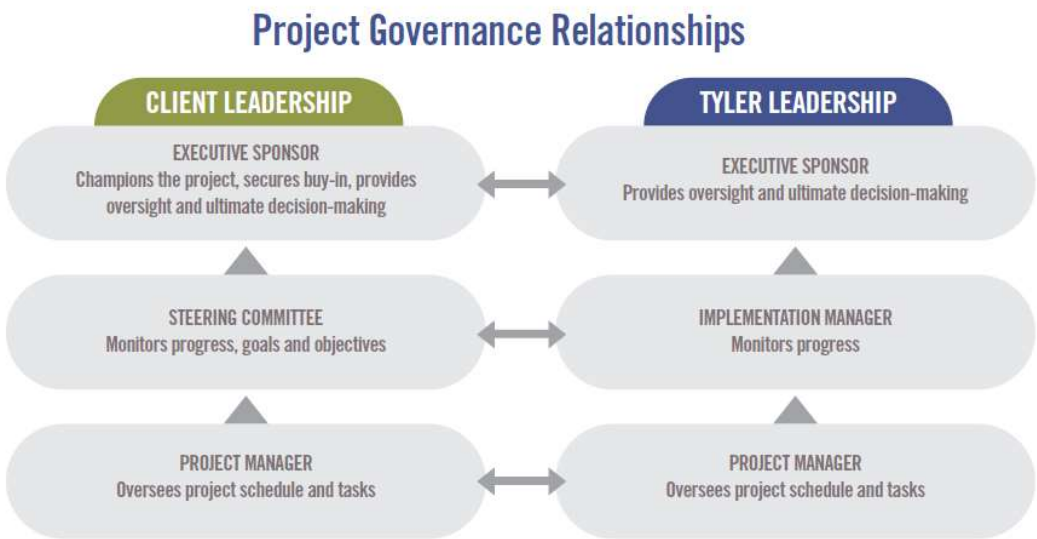 Project Governance Relationships
CLIENT LEADERSHIP
EXECUTIVE SPONSOR
Champions the project, secures buy-in, provides
oversight and ultimate decision-making
STEERING COMMITTEE
Monitors progress, goals and objectives
PROJECT MANAGER
Oversees project schedule and tasks
TYLER LEADERSHIP
EXECUTIVE SPONSOR
Provides oversight and ultimate decision-making
IMPLEMENTATION MANAGER
Monitors progress
PROJECT MANAGER
Oversees project schedule and tasks